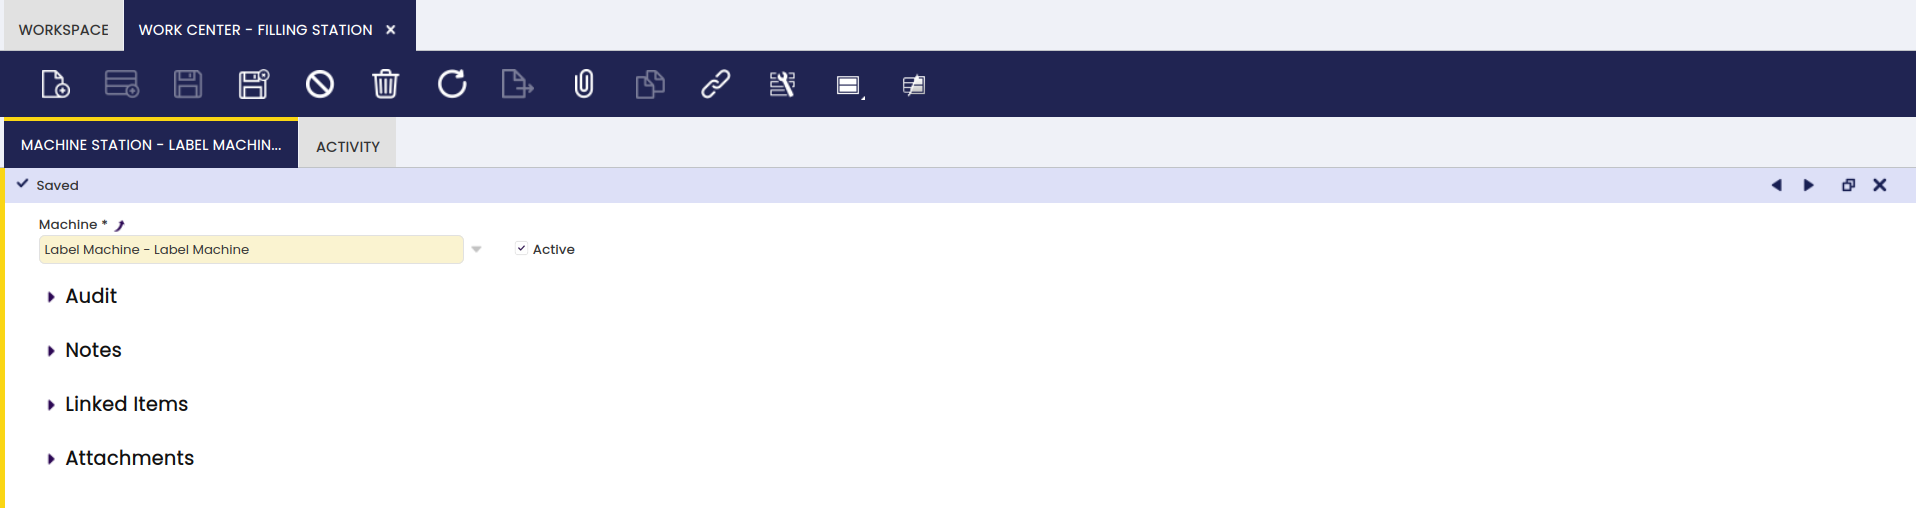 WORKSPACE
WORK CENTER - FILLING STATION
MACHINE STATION - LABEL MACHIN...
ACTIVITY
Saved
Machine *
Label Machine - Label Machine
Active
Audit
Notes
Linked Items
Attachments